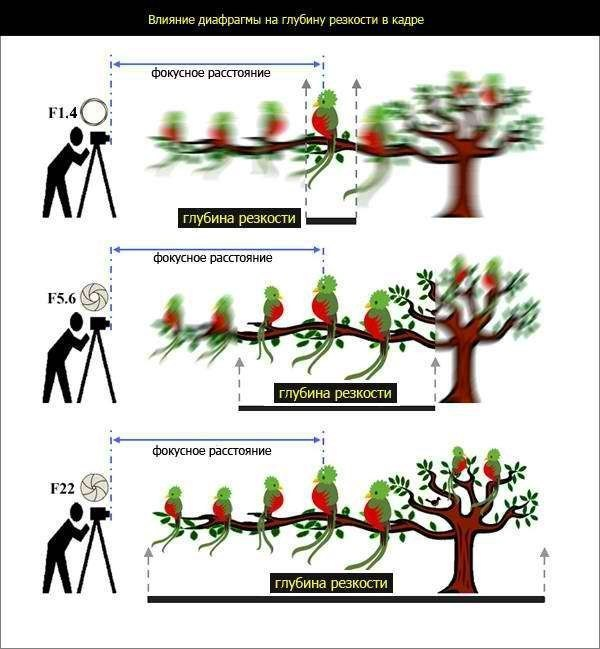 Влияние диафрагмы на глубину резкости в кадре
фокусное расстояние
F1.4
глубина резкости
фокусное расстояние
F5.6
глубина резкости
фокусное расстояние
F22
глубина резкости